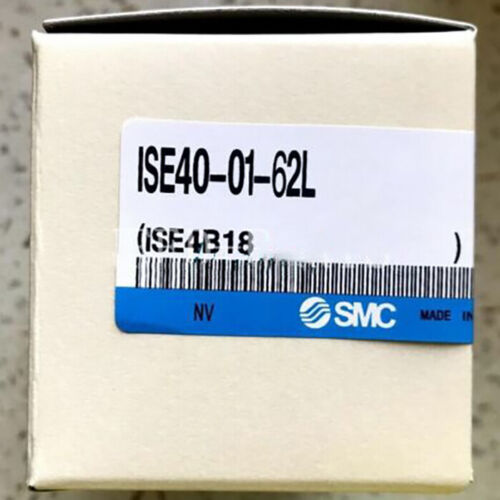 ISE40-01-62L
(ISE4B18 )
NV SMC MADE IN